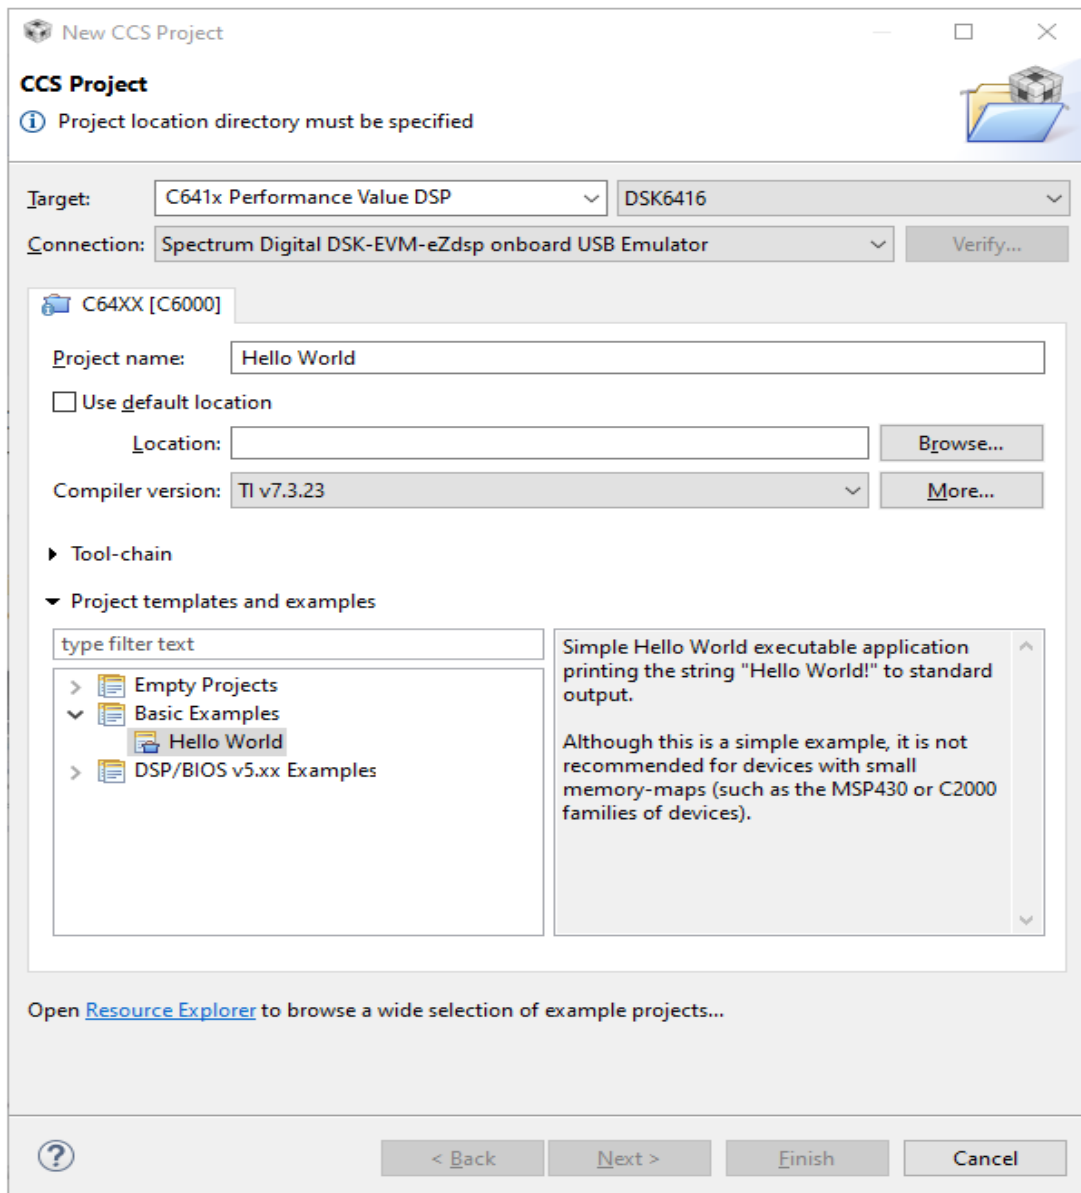 New CCS Project
CCS Project
Project location directory must be specified
Target: C641x Performance Value DSP DSK6416
Connection: Spectrum Digital DSK-EVM-eZdsp onboard USB Emulator Verify...
C64XX [C6000]
Project name: Hello World
Use default location
Location: Browse...
Compiler version: TI v7.3.23 More...
Tool-chain
Project templates and examples
type filter text
Empty Projects
Basic Examples
Hello World
DSP/BIOS v5.xx Examples
Simple Hello World executable application
printing the string "Hello World!" to standard
output.
Although this is a simple example, it is not
recommended for devices with small
memory-maps (such as the MSP430 or C2000
families of devices).
Open Resource Explorer to browse a wide selection of example projects...
? < Back Next > Finish Cancel